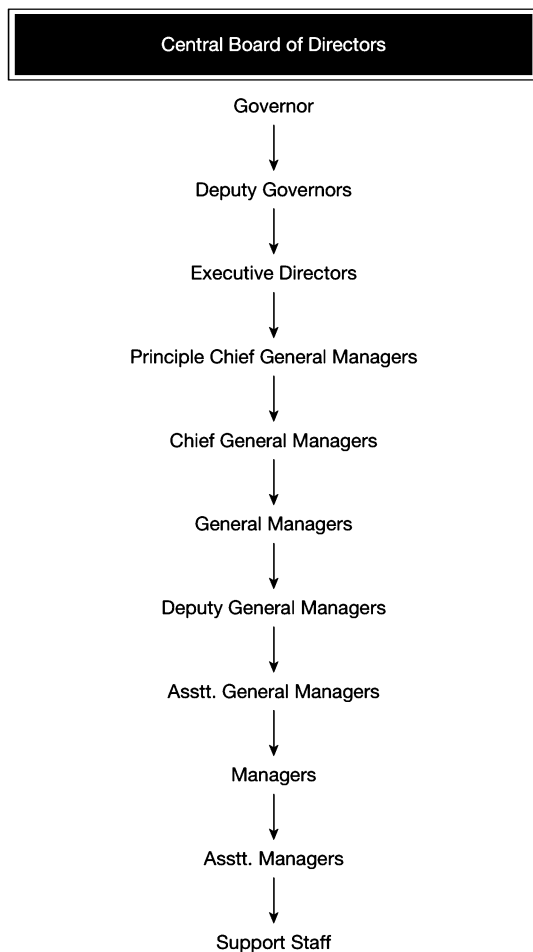 Central Board of Directors
Governor
Deputy Governors
Executive Directors
Principle Chief General Managers
Chief General Managers
General Managers
Deputy General Managers
Asstt. General Managers
Managers
Asstt. Managers
Support Staff